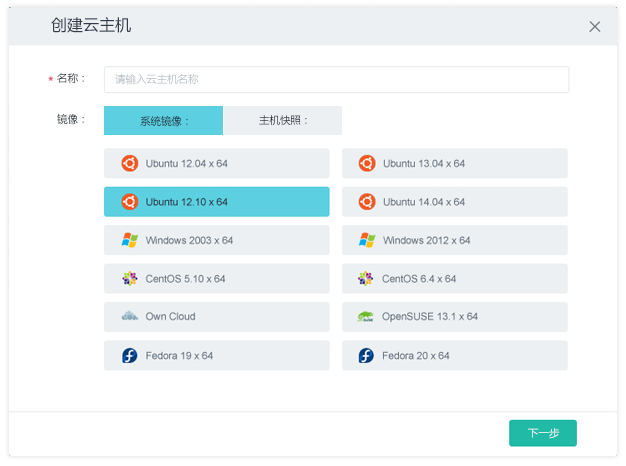 创建云主机
* 名称：
请输入云主机名称
镜像：
系统镜像：
主机快照：
Ubuntu 12.04 x 64
Ubuntu 13.04 x 64
Ubuntu 12.10 x 64
Ubuntu 14.04 x 64
Windows 2003 x 64
Windows 2012 x 64
CentOS 5.10 x 64
CentOS 6.4 x 64
Own Cloud
OpenSUSE 13.1 x 64
Fedora 19 x 64
Fedora 20 x 64
下一步